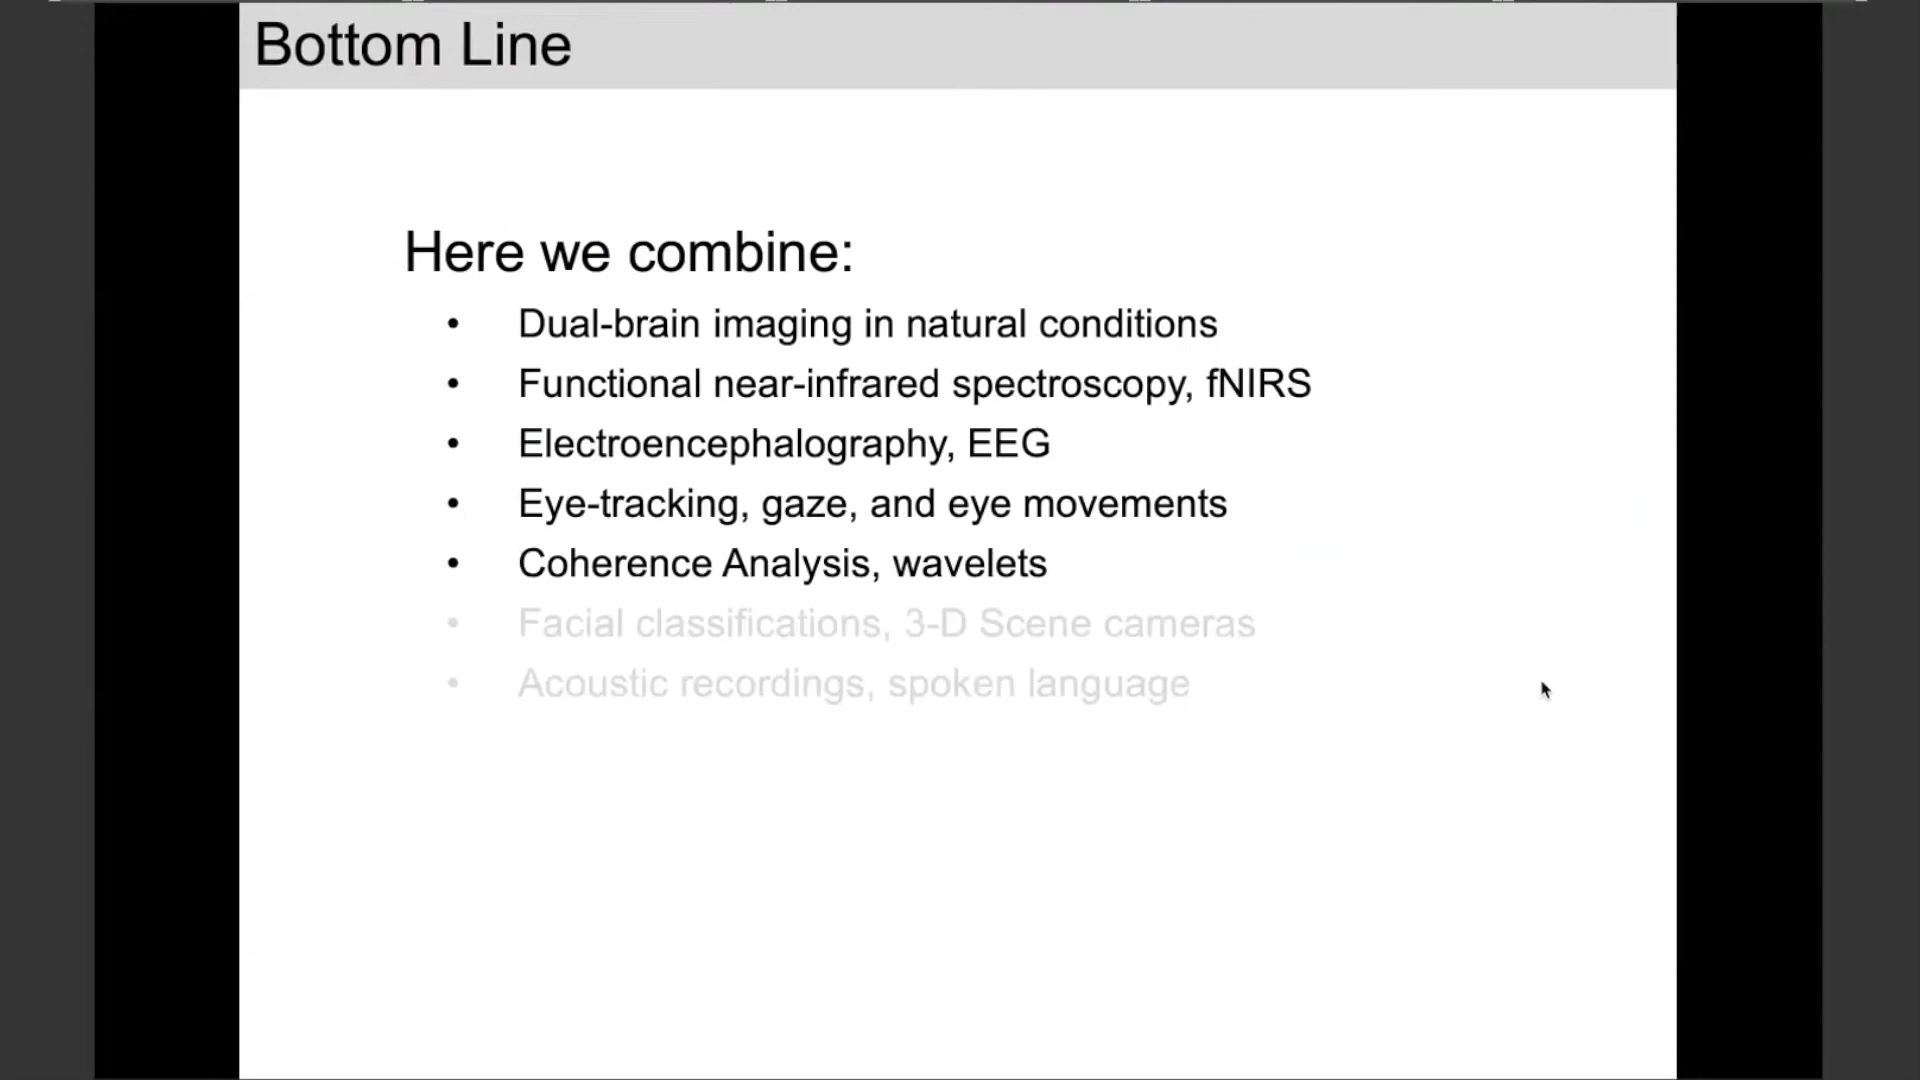 Bottom Line
Here we combine:
• Dual-brain imaging in natural conditions
• Functional near-infrared spectroscopy, fNIRS
• Electroencephalography, EEG
• Eye-tracking, gaze, and eye movements
• Coherence Analysis, wavelets
• Facial classifications, 3-D Scene cameras
• Acoustic recordings, spoken language